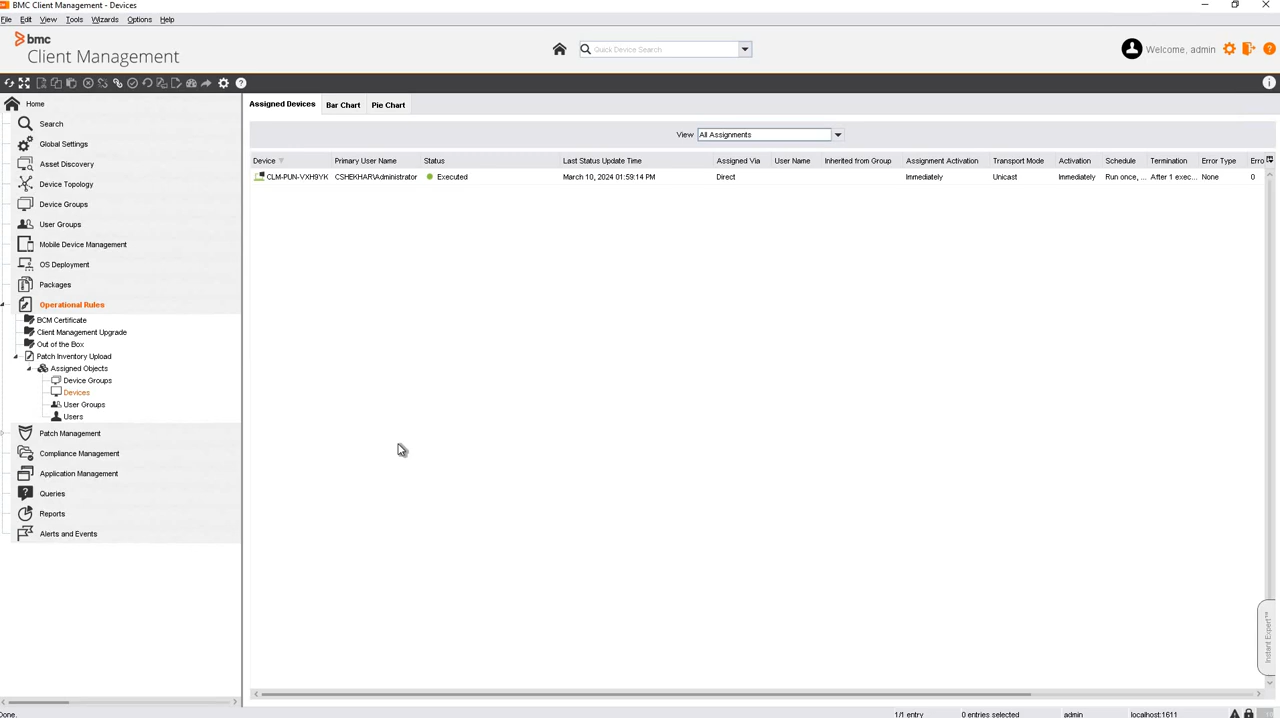 BMC Client Management - Devices
File Edit View Tools Wizards Options Help
bmc
Client Management
Quick Device Search
Welcome, admin
Home
Search
Global Settings
Asset Discovery
Device Topology
Device Groups
User Groups
Mobile Device Management
OS Deployment
Packages
Operational Rules
BCM Certificate
Client Management Upgrade
Out of the Box
Patch Inventory Upload
Assigned Objects
Device Groups
Devices
User Groups
Users
Patch Management
Compliance Management
Application Management
Queries
Reports
Alerts and Events
Assigned Devices Bar Chart Pie Chart
View All Assignments
Device Primary User Name Status Last Status Update Time Assigned Via User Name Inherited from Group Assignment Activation Transport Mode Activation Schedule Termination Error Type Erro
CLM-PUN-VXH9YK CSHEKHAR\Administrator Executed March 10, 2024 01:59:14 PM Direct Immediately Unicast Immediately Run once, ... After 1 exec... None 0
Instant Expert™
Done. 1/1 entry 0 entries selected admin localhost:1611